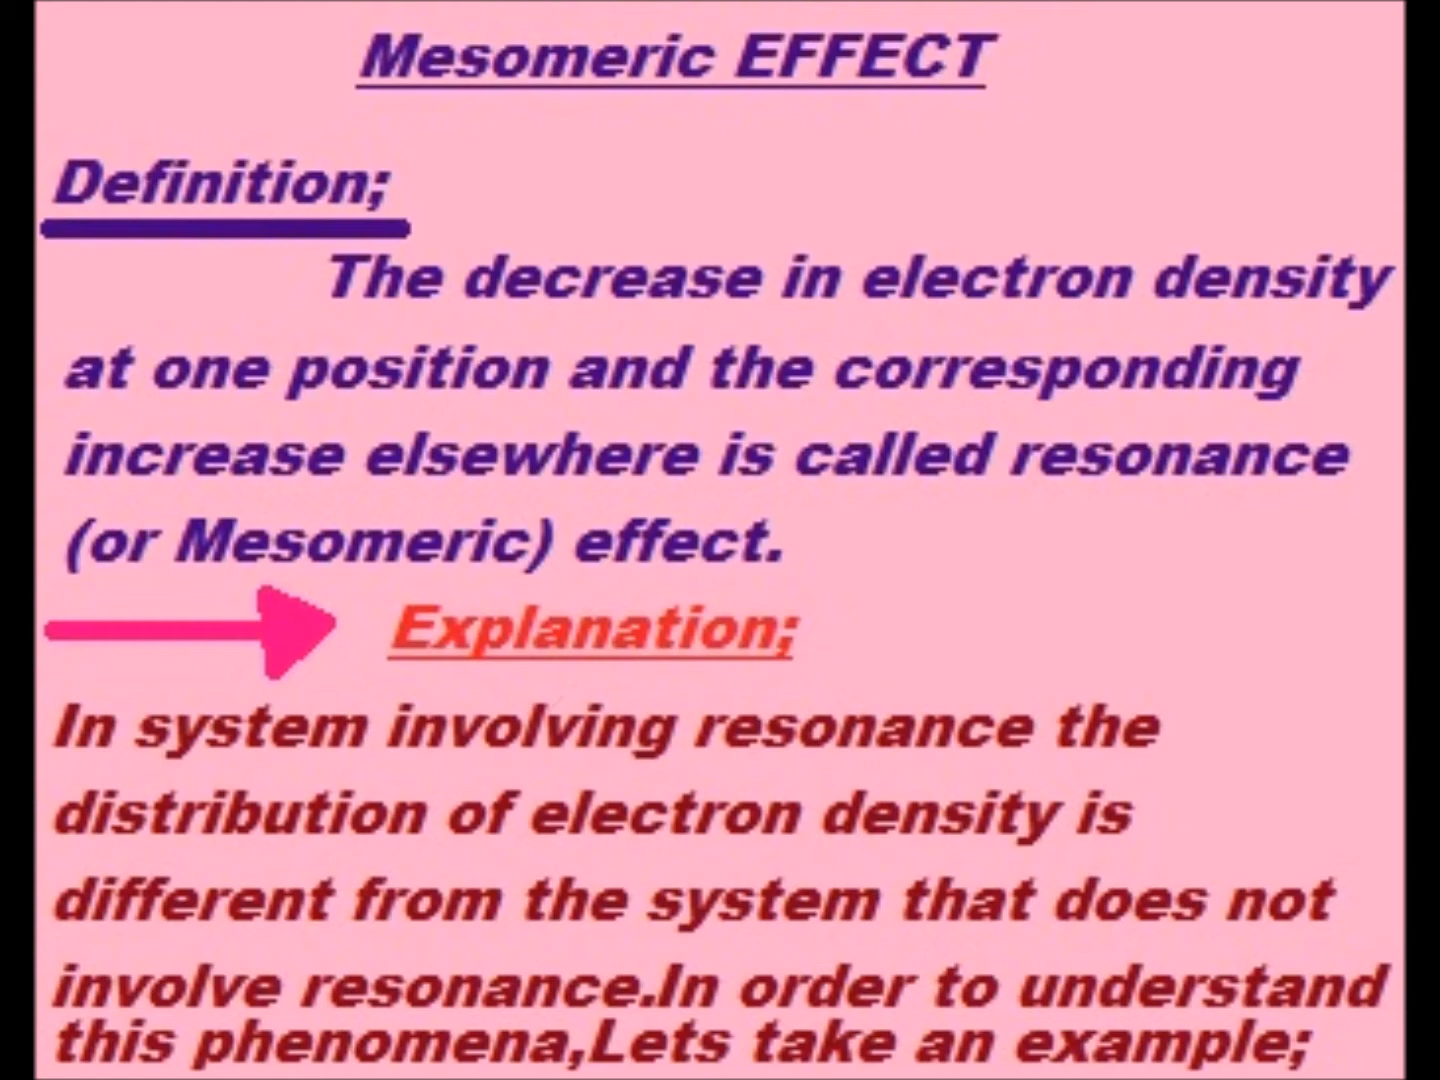 Mesomeric EFFECT
Definition;
The decrease in electron density
at one position and the corresponding
increase elsewhere is called resonance
(or Mesomeric) effect.
Explanation;
In system involving resonance the
distribution of electron density is
different from the system that does not
involve resonance.In order to understand
this phenomena,Lets take an example;